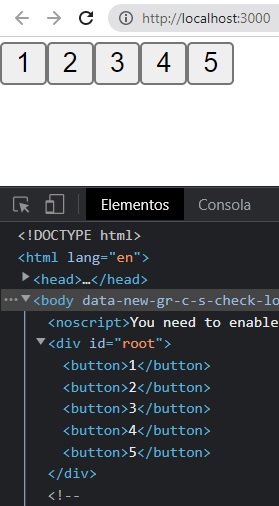 http://localhost:3000
1 2 3 4 5
Elementos Consola
<!DOCTYPE html>
<html lang="en">
<head>…</head>
<body data-new-gr-c-s-check-lo
<noscript>You need to enable
<div id="root">
<button>1</button>
<button>2</button>
<button>3</button>
<button>4</button>
<button>5</button>
</div>
<!--